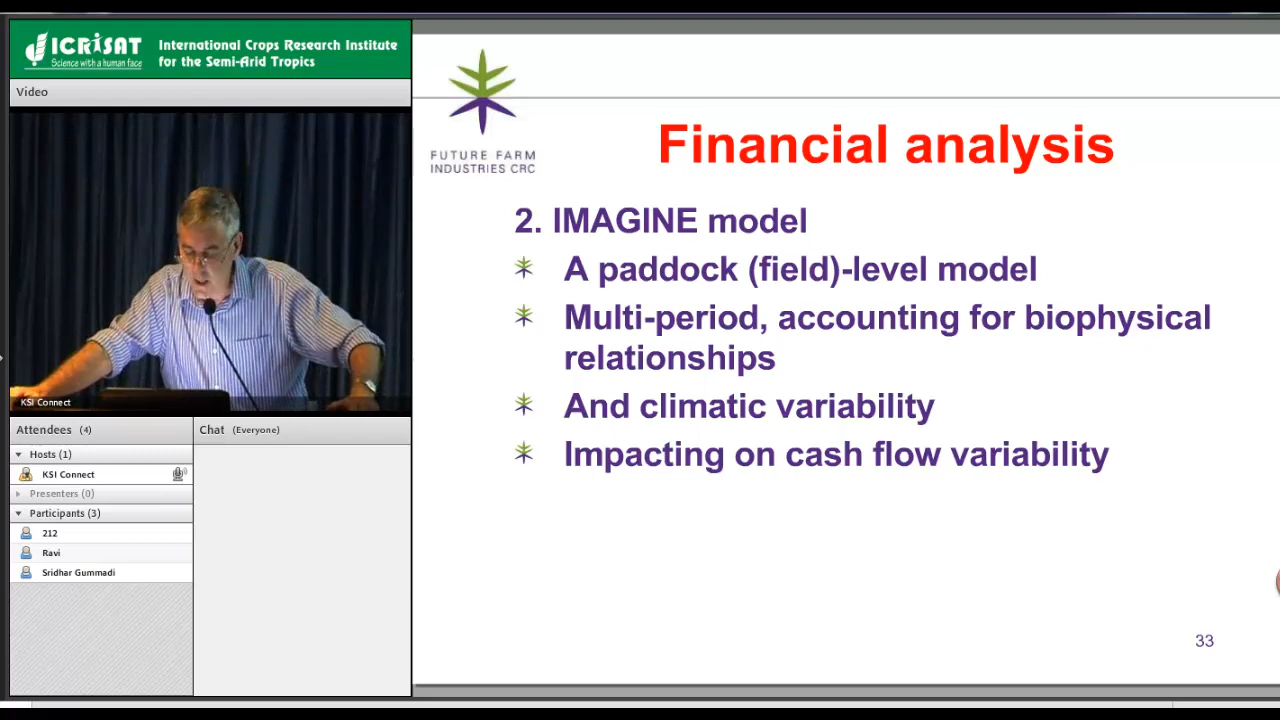 ICRISAT
Science with a human face
International Crops Research Institute
for the Semi-Arid Tropics
Video
KSI Connect
Attendees (4)
Hosts (1)
KSI Connect
Presenters (0)
Participants (3)
212
Ravi
Sridhar Gummadi
Chat (Everyone)
FUTURE FARM
INDUSTRIES CRC
Financial analysis
2. IMAGINE model
A paddock (field)-level model
Multi-period, accounting for biophysical
relationships
And climatic variability
Impacting on cash flow variability
33